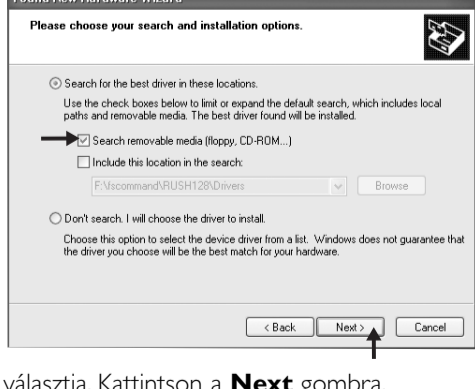 Found New Hardware Wizard
Please choose your search and installation options.
Search for the best driver in these locations.
Use the check boxes below to limit or expand the default search, which includes local
paths and removable media. The best driver found will be installed.
Search removable media (floppy, CD-ROM...)
Include this location in the search:
F:\fscommand\RUSH128\Drivers
Browse
Don't search. I will choose the driver to install.
Choose this option to select the device driver from a list. Windows does not guarantee that
the driver you choose will be the best match for your hardware.
< Back Next > Cancel
választja. Kattintson a Next gombra